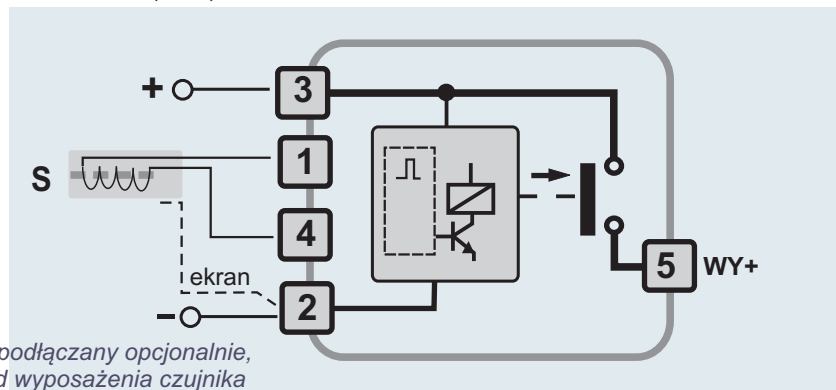 +
3
1
S
4
ekran
5
WY+
2
-
podłączany opcjonalnie,
wyposażenia czujnika